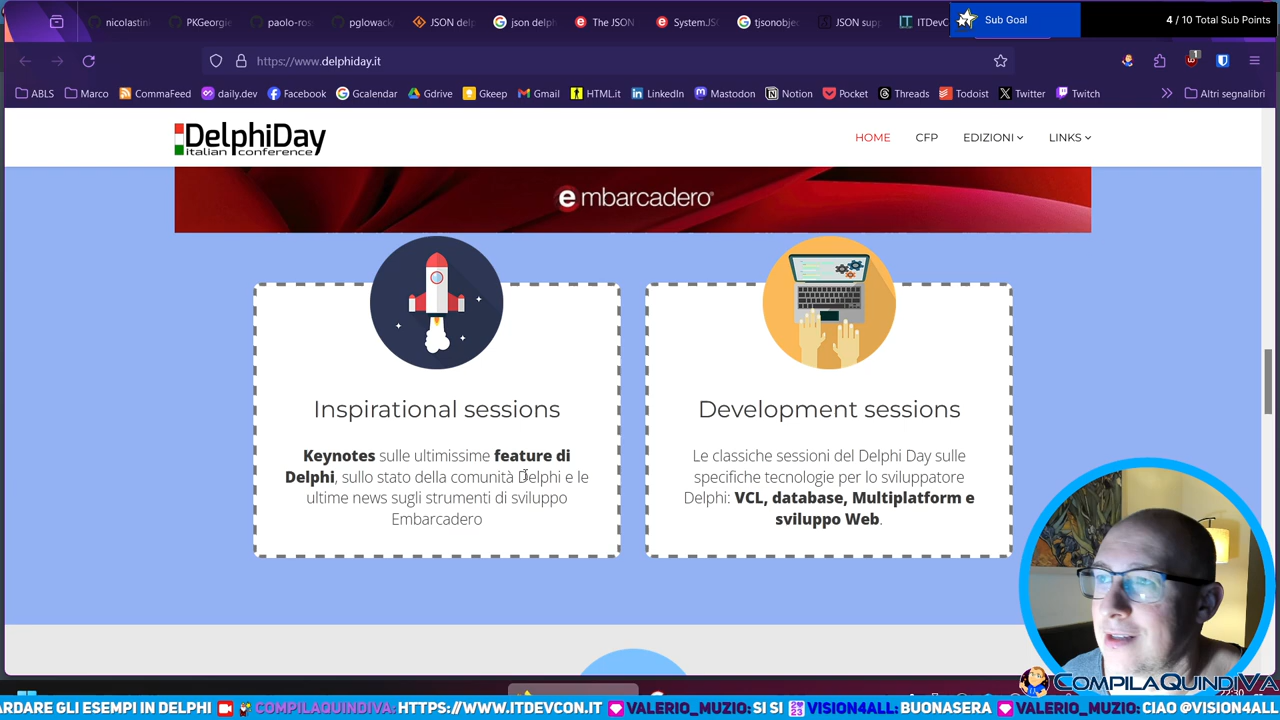 nicolastin
PKGeorgie
paolo-ros
pglowack
JSON del
json delph
The JSON
SystemJS
tjsonobje
JSON sup
ITDevC
Sub Goal
4 / 10 Total Sub Points
https://www.delphiday.it
1
ABLS
Marco
CommaFeed
daily.dev
Facebook
Gcalendar
Gdrive
Gkeep
Gmail
HTML.it
LinkedIn
Mastodon
Notion
Pocket
Threads
Todoist
Twitter
Twitch
Altri segnalibri
DelphiDay
italian conference
HOME
CFP
EDIZIONI
LINKS
embarcadero®
Inspirational sessions
Keynotes sulle ultimissime feature di
Delphi, sullo stato della comunità Delphi e le
ultime news sugli strumenti di sviluppo
Embarcadero
Development sessions
Le classiche sessioni del Delphi Day sulle
specifiche tecnologie per lo sviluppatore
Delphi: VCL, database, Multiplatform e
sviluppo Web.
COMPILAQUINDIVA
ARDARE GLI ESEMPI IN DELPHI COMPILAQUINDIVA: HTTPS://WWW.ITDEVCON.IT VALERIO_MUZIO: SI SI VISION4ALL: BUONASERA VALERIO_MUZIO: CIAO @VISION4ALL